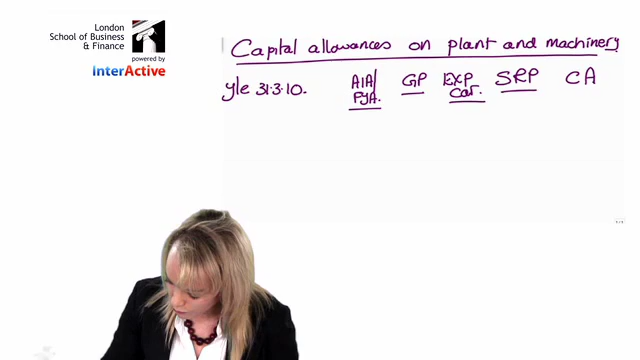 London
School of Business
& Finance
powered by
InterActive
Capital allowances on plant and machinery
y/e 31.3.10. AIA/ GP EXP SRP CA
FYA. Car.